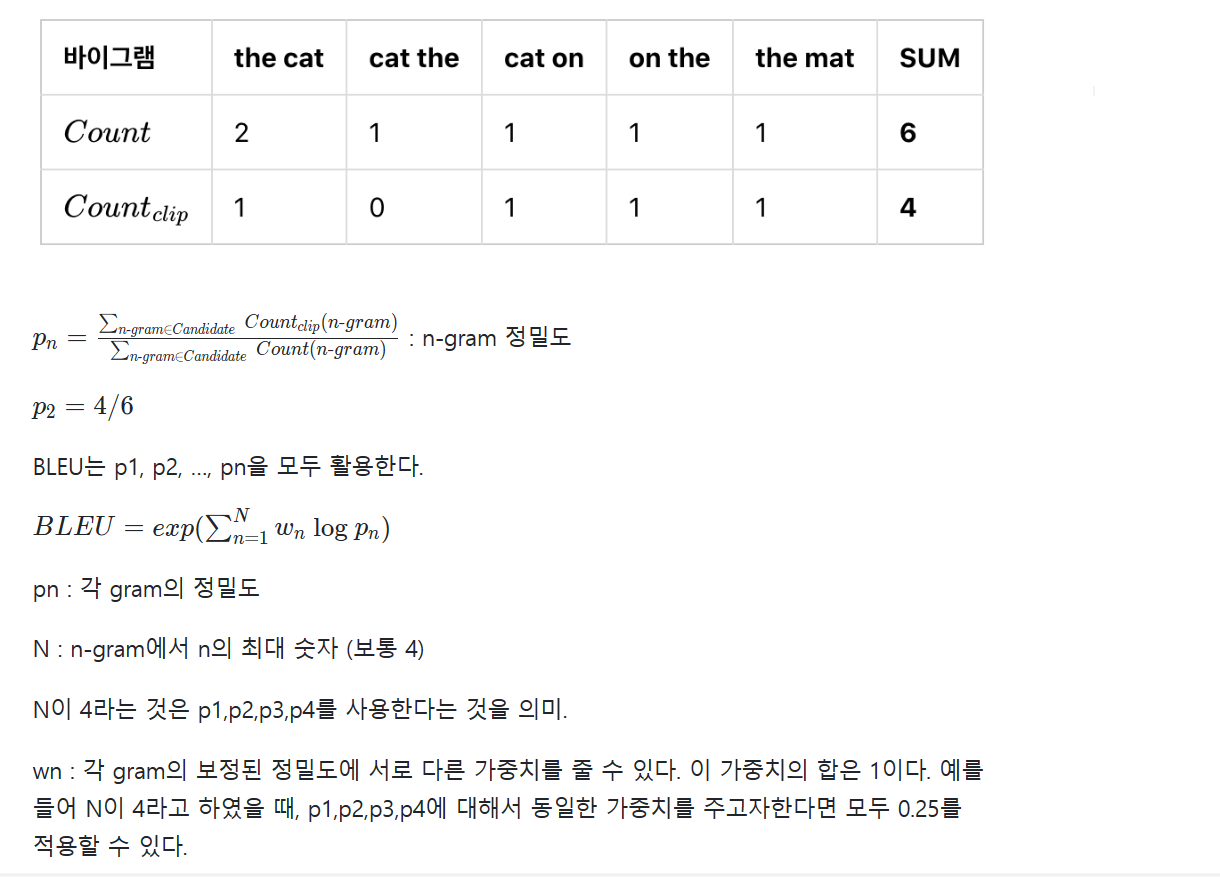 바이그램 the cat cat the cat on on the the mat SUM
Count 2 1 1 1 1 6
Count_clip 1 0 1 1 1 4
p_n = \frac{\sum_{n\text{-}gram \in Candidate} Count_{clip}(n\text{-}gram)}{\sum_{n\text{-}gram \in Candidate} Count(n\text{-}gram)} : n-gram 정밀도
p_2 = 4/6
BLEU는 p1, p2, ..., pn을 모두 활용한다.
BLEU = exp(\sum_{n=1}^{N} w_n \log p_n)
pn : 각 gram의 정밀도
N : n-gram에서 n의 최대 숫자 (보통 4)
N이 4라는 것은 p1,p2,p3,p4를 사용한다는 것을 의미.
wn : 각 gram의 보정된 정밀도에 서로 다른 가중치를 줄 수 있다. 이 가중치의 합은 1이다. 예를
들어 N이 4라고 하였을 때, p1,p2,p3,p4에 대해서 동일한 가중치를 주고자한다면 모두 0.25를
적용할 수 있다.